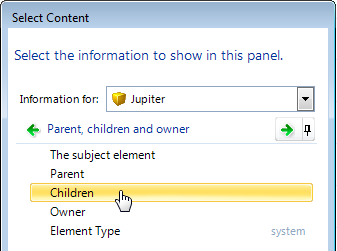 Select Content
Select the information to show in this panel.
Information for: Jupiter
Parent, children and owner
The subject element
Parent
Children
Owner
Element Type system